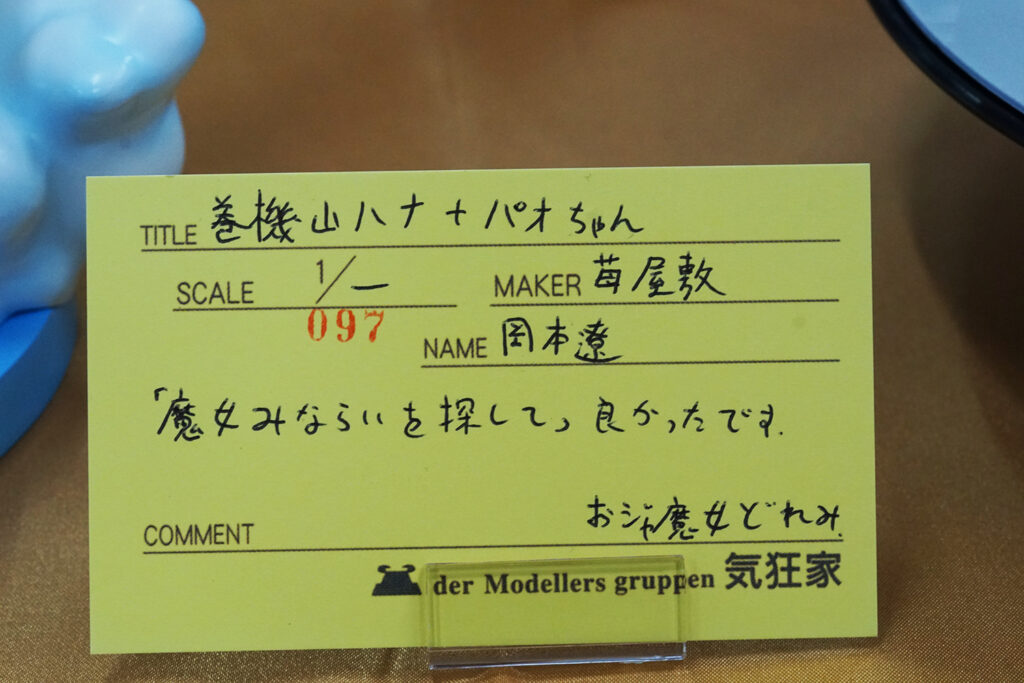 TITLE 巻機山ハナ+パオちゃん
SCALE 1/ー MAKER 苺屋敷
097
NAME 岡本遼
「魔女みならいを探して」良かったです.
おジャ魔女どれみ.
COMMENT
der Modellers gruppen 気狂家